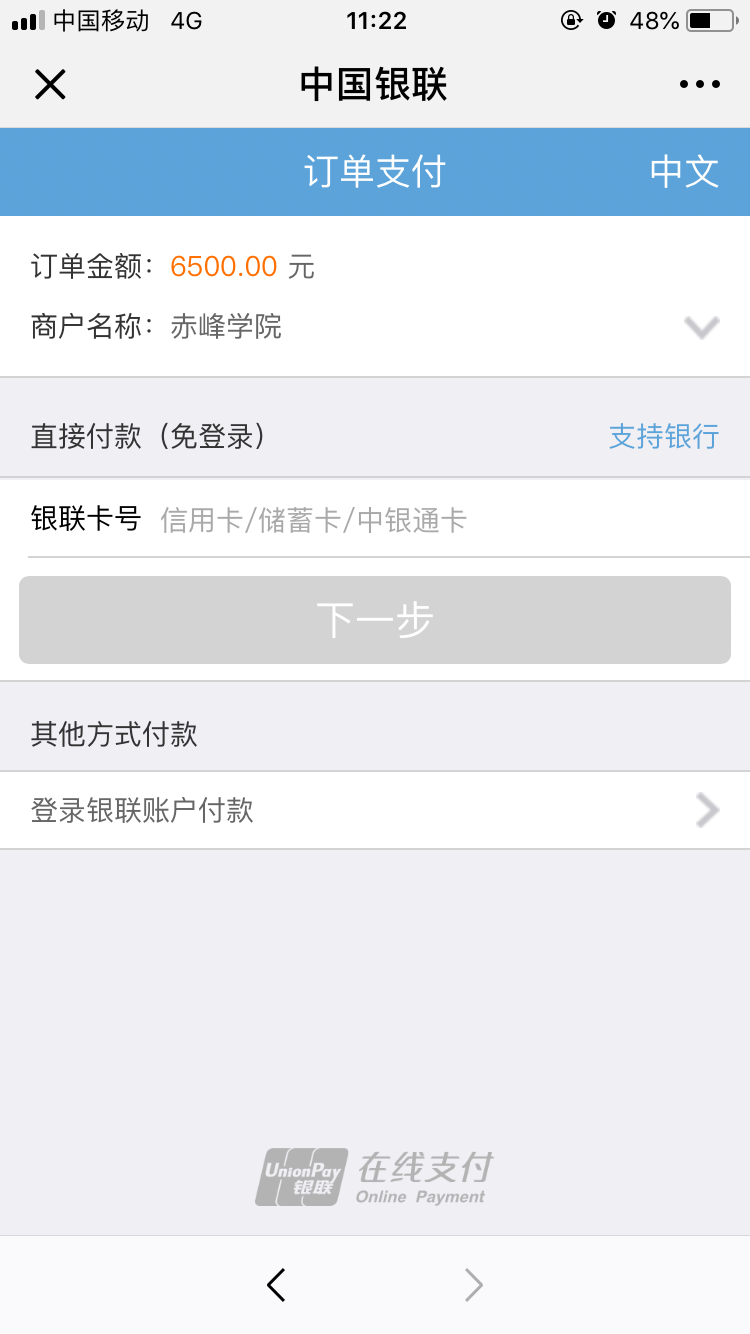 中国移动 4G 11:22 48%
中国银联
订单支付 中文
订单金额： 6500.00 元
商户名称： 赤峰学院
直接付款（免登录） 支持银行
银联卡号 信用卡/储蓄卡/中银通卡
下一步
其他方式付款
登录银联账户付款
UnionPay 在线支付
银联 Online Payment